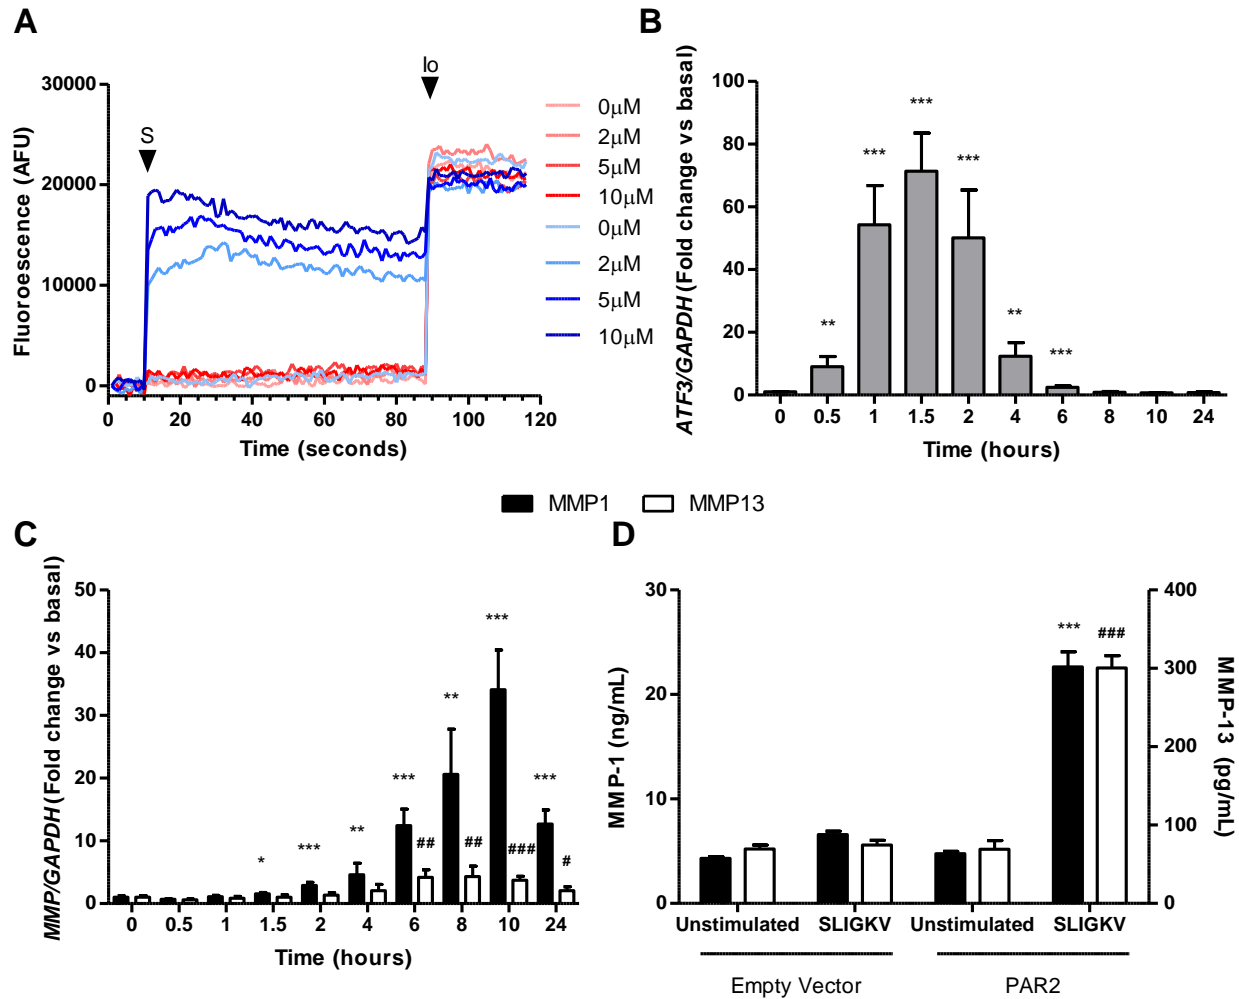 A
Fluoroescence (AFU)
30000
20000
10000
0
S
Io
0 20 40 60 80 100 120
Time (seconds)
0μM
2μM
5μM
10μM
0μM
2μM
5μM
10μM
B
ATF3/GAPDH (Fold change vs basal)
100
80
60
40
20
0
** *** *** *** ** ***
0 0.5 1 1.5 2 4 6 8 10 24
Time (hours)
MMP1 MMP13
C
MMP/GAPDH (Fold change vs basal)
50
40
30
20
10
0
* *** ** *** ## ** ## *** ### *** #
0 0.5 1 1.5 2 4 6 8 10 24
Time (hours)
D
MMP-1 (ng/mL)
30
20
10
0
*** ###
400
300
200
100
0
MMP-13 (pg/mL)
Unstimulated SLIGKV Unstimulated SLIGKV
Empty Vector PAR2